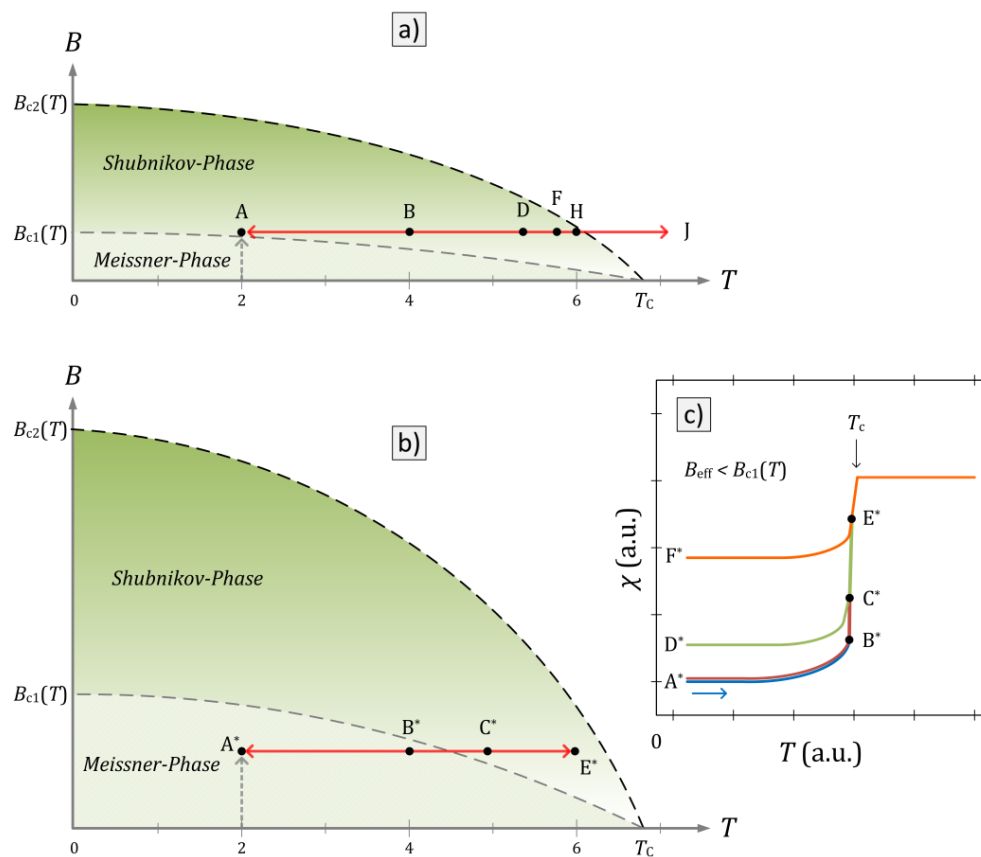 a)
B
Bc2(T)
Shubnikov-Phase
A B D F H J
Bc1(T)
Meissner-Phase
0 2 4 6 TC T
B
b)
Bc2(T)
Shubnikov-Phase
Bc1(T)
A* B* C* E*
Meissner-Phase
0 2 4 6 TC T
c)
Tc
Beff < Bc1(T)
χ (a.u.)
E*
F*
C*
D*
B*
A*
0
T (a.u.)